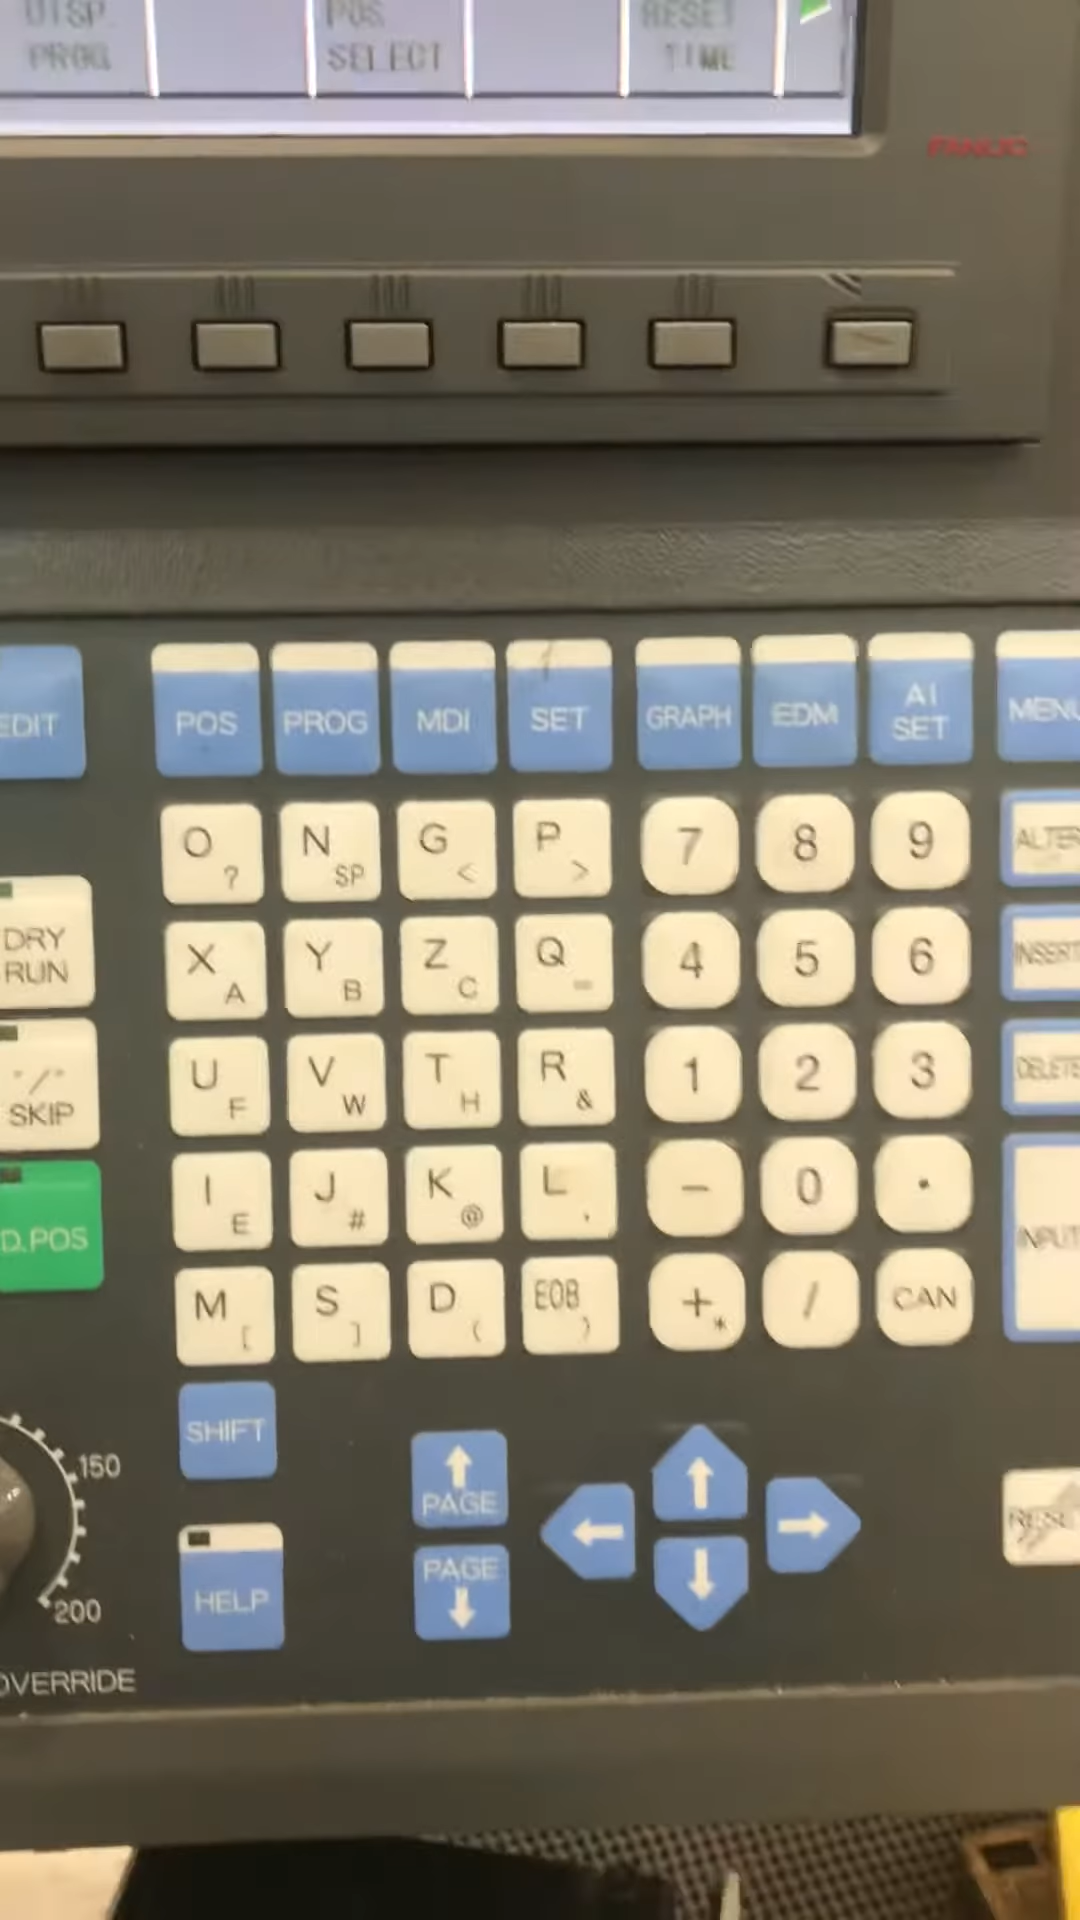 DISP POS RESET
PROG SELECT TIME
FANUC
EDIT POS PROG MDI SET GRAPH EDM AI SET MENU
O ? N SP G < P > 7 8 9 ALTER
DRY RUN
X A Y B Z C Q = 4 5 6 INSERT
U F V W T H R & 1 2 3 DELETE
"/" SKIP
I E J # K @ L , - 0 . INPUT
D.POS
M [ S ] D ( EOB ) + * / CAN
SHIFT
150
PAGE
RESET
PAGE
HELP
200
OVERRIDE